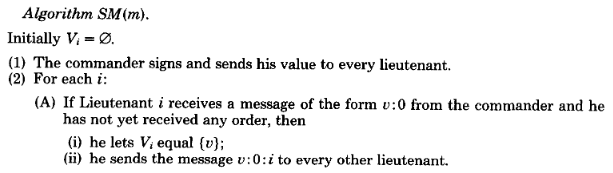 Algorithm SM(m).
Initially Vᵢ = ∅.
(1) The commander signs and sends his value to every lieutenant.
(2) For each i:
(A) If Lieutenant i receives a message of the form v:0 from the commander and he
has not yet received any order, then
(i) he lets Vᵢ equal {v};
(ii) he sends the message v:0:i to every other lieutenant.